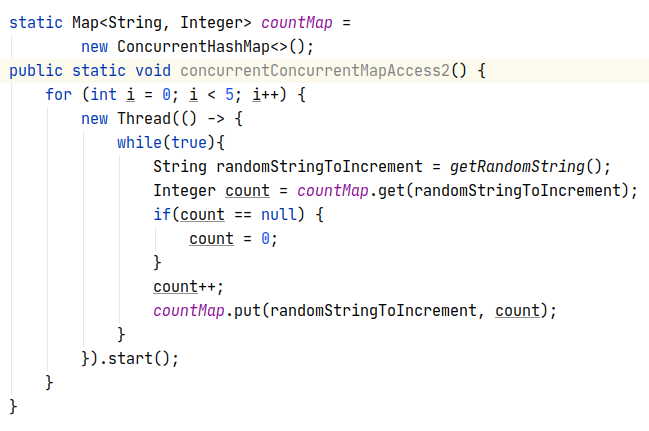 static Map<String, Integer> countMap =
        new ConcurrentHashMap<>();
public static void concurrentConcurrentMapAccess2() {
    for (int i = 0; i < 5; i++) {
        new Thread(() -> {
            while(true){
                String randomStringToIncrement = getRandomString();
                Integer count = countMap.get(randomStringToIncrement);
                if(count == null) {
                    count = 0;
                }
                count++;
                countMap.put(randomStringToIncrement, count);
            }
        }).start();
    }
}